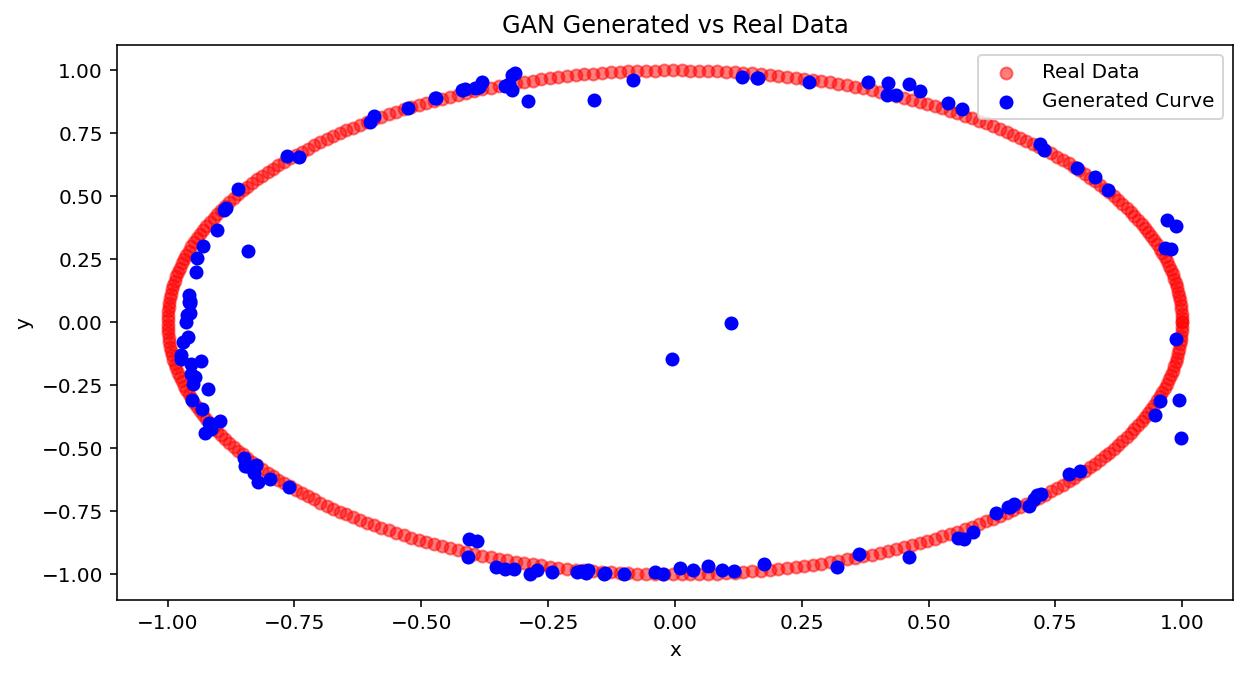 GAN Generated vs Real Data
Real Data
Generated Curve
y
1.00
0.75
0.50
0.25
0.00
−0.25
−0.50
−0.75
−1.00
−1.00 −0.75 −0.50 −0.25 0.00 0.25 0.50 0.75 1.00
x